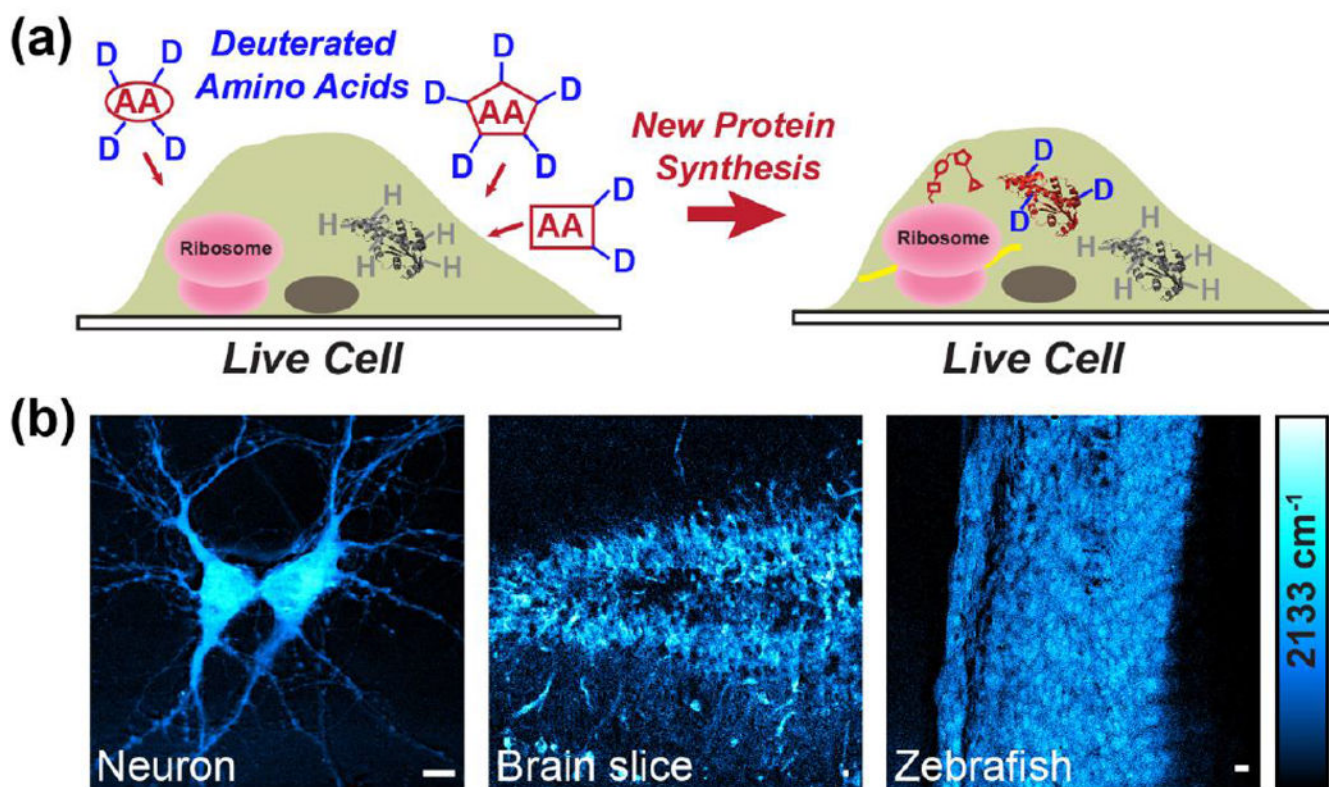 (a)
D
D
AA
D
D
Deuterated
Amino Acids
D
D
D
AA
D
D
New Protein
Synthesis
D
AA
D
Ribosome
H
H
H
H
H
Live Cell
D
D
D
Ribosome
H
H
H
H
H
Live Cell
(b)
Neuron
Brain slice
Zebrafish
2133 cm⁻¹